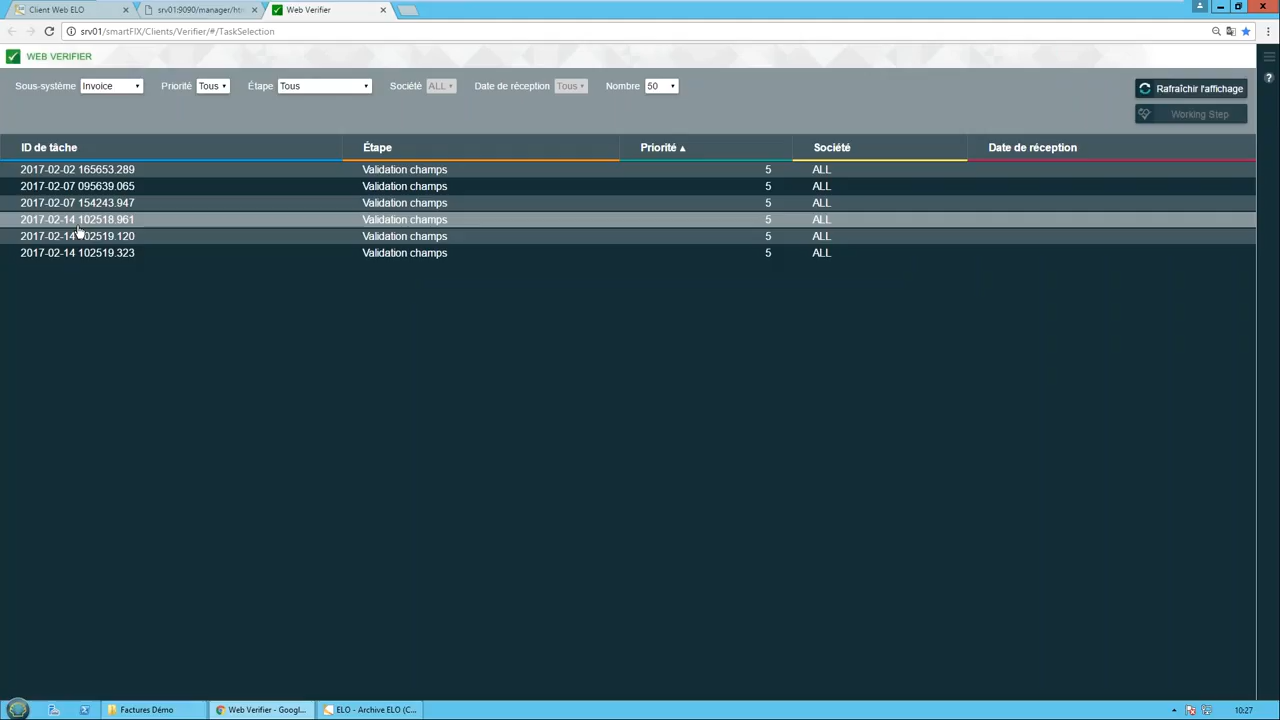 Client Web ELO
srv01:9090/manager/ht
Web Verifier
srv01/smartFIX/Clients/Verifier/#/TaskSelection
WEB VERIFIER
Sous-système Invoice Priorité Tous Étape Tous Société ALL Date de réception Tous Nombre 50
Rafraîchir l'affichage
Working Step
ID de tâche Étape Priorité ▲ Société Date de réception
2017-02-02 165653.289 Validation champs 5 ALL
2017-02-07 095639.065 Validation champs 5 ALL
2017-02-07 154243.947 Validation champs 5 ALL
2017-02-14 102518.961 Validation champs 5 ALL
2017-02-14 102519.120 Validation champs 5 ALL
2017-02-14 102519.323 Validation champs 5 ALL
Factures Démo
Web Verifier - Googl...
ELO - Archive ELO (C...
10:27